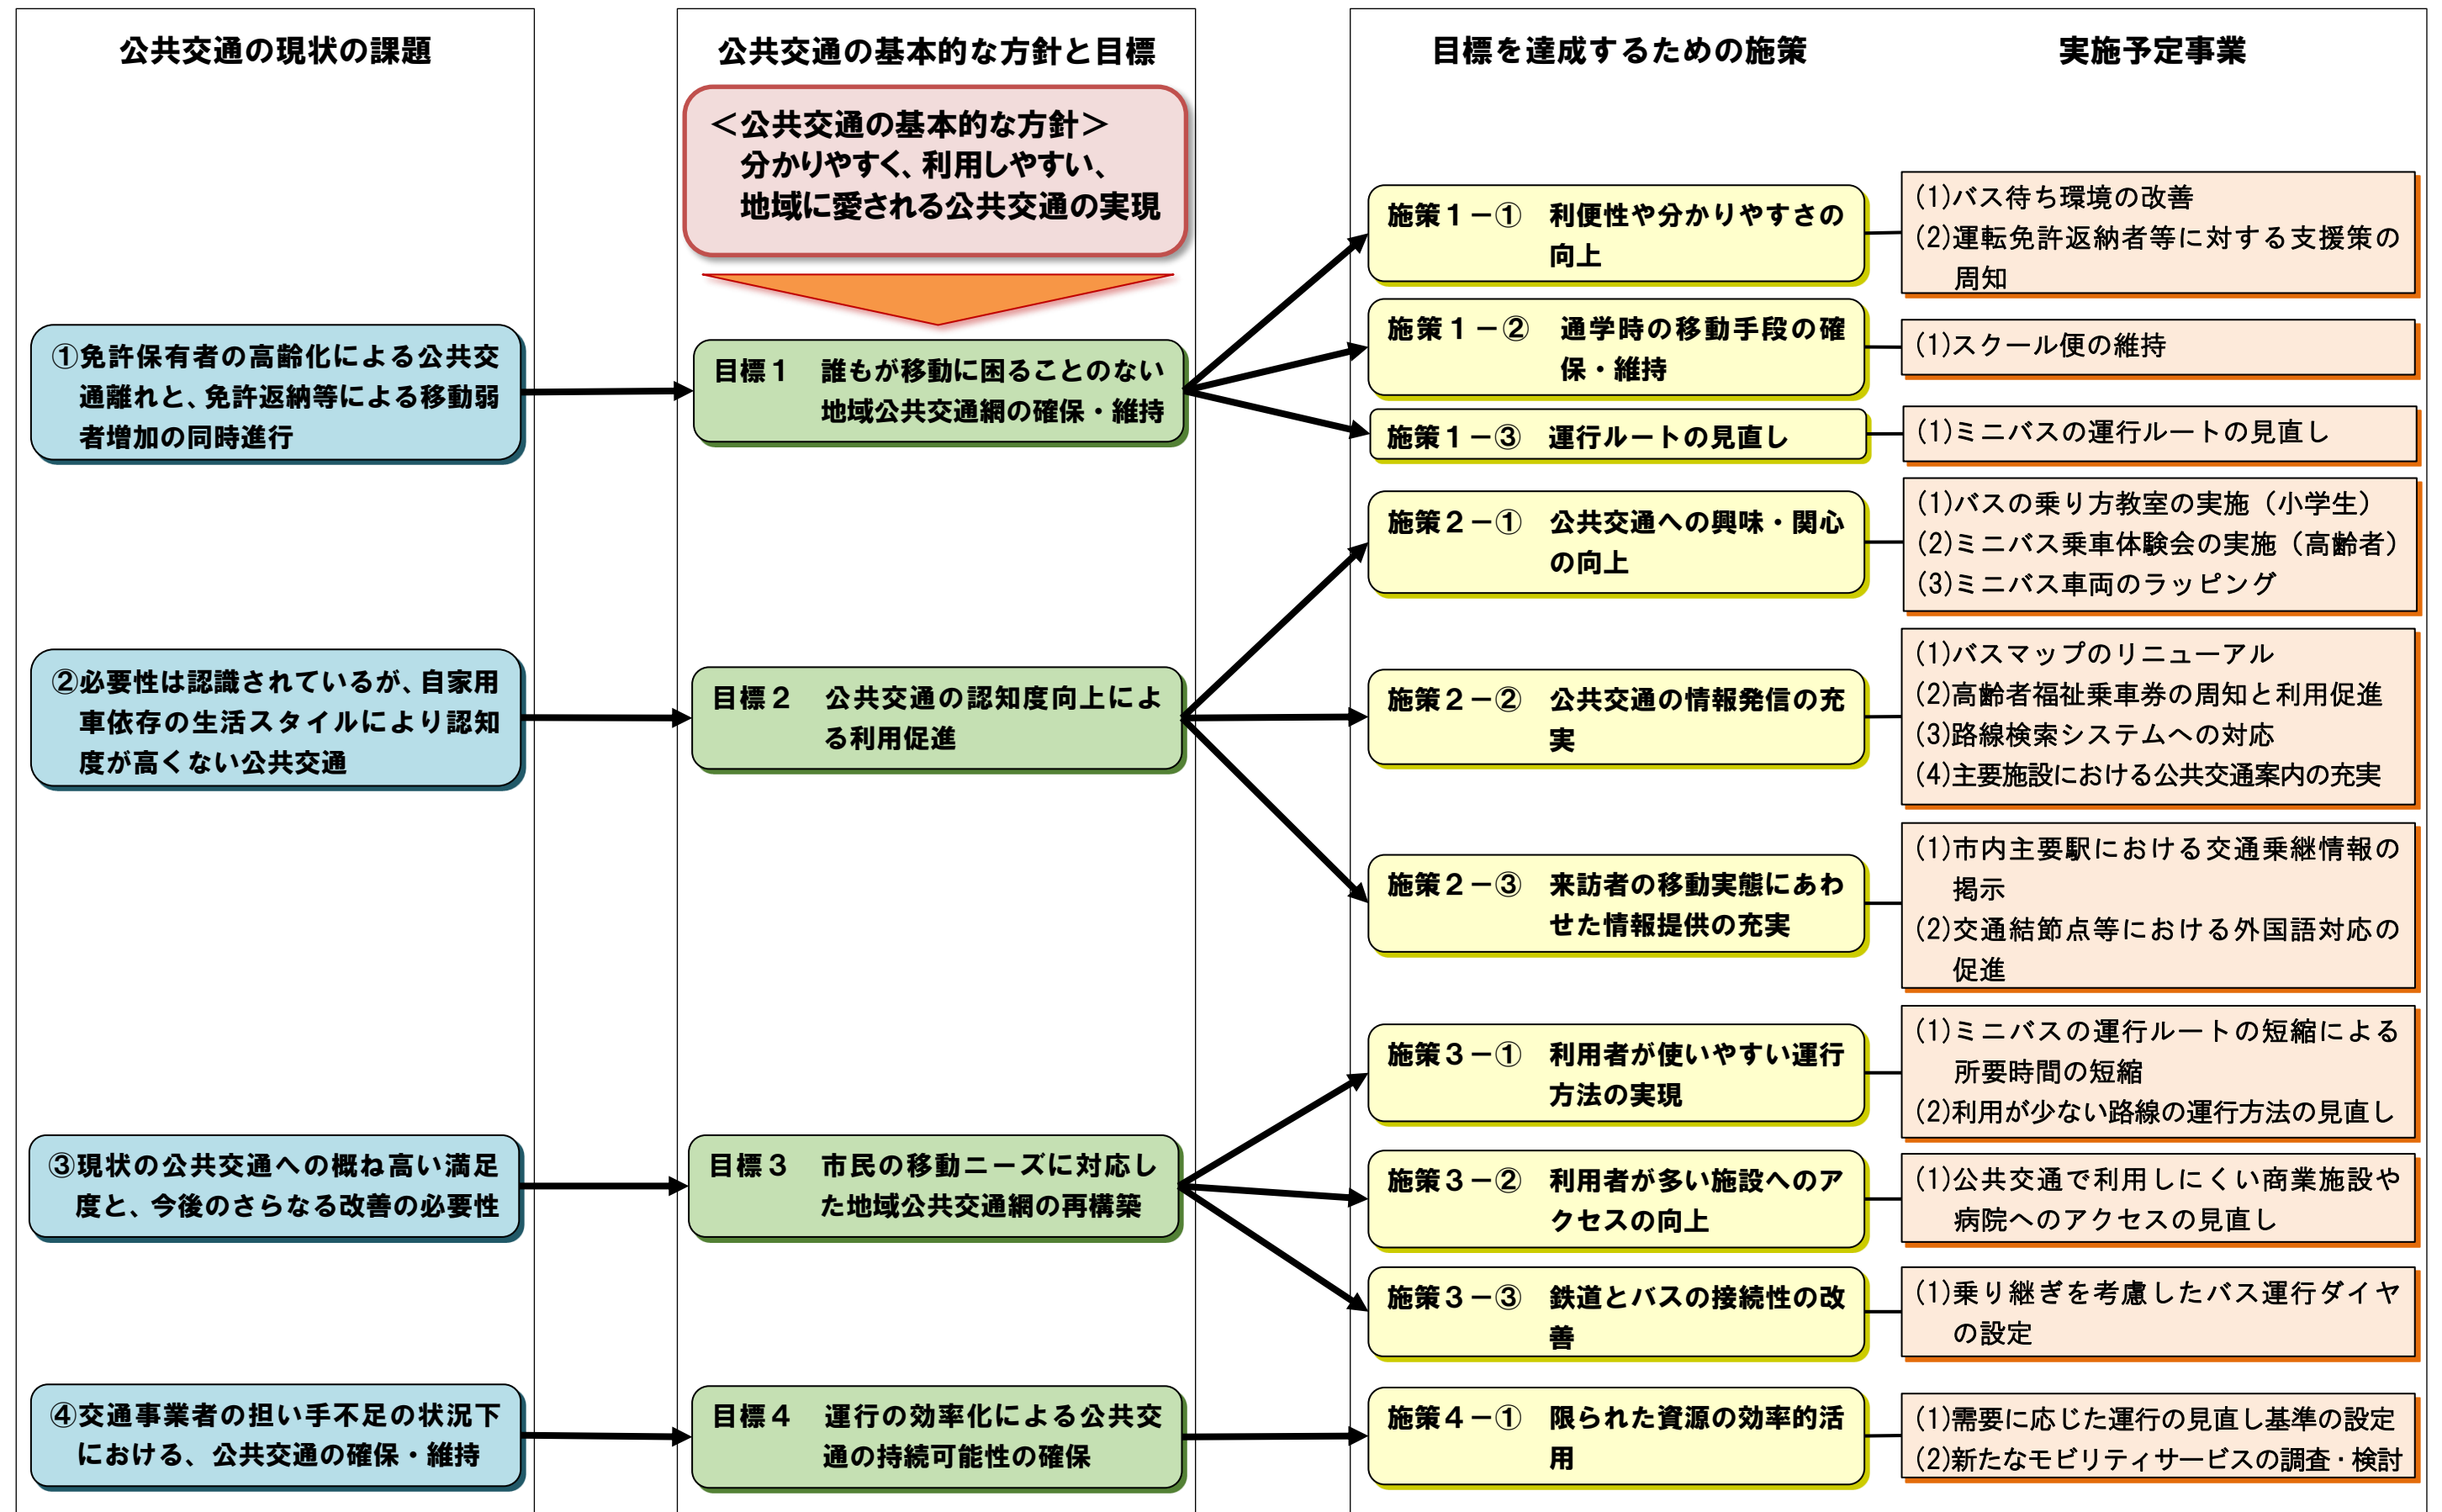 公共交通の現状の課題
①免許保有者の高齢化による公共交
通離れと、免許返納等による移動弱
者増加の同時進行
②必要性は認識されているが、自家用
車依存の生活スタイルにより認知
度が高くない公共交通
③現状の公共交通への概ね高い満足
度と、今後のさらなる改善の必要性
④交通事業者の担い手不足の状況下
における、公共交通の確保・維持
公共交通の基本的な方針と目標
＜公共交通の基本的な方針＞
分かりやすく、利用しやすい、
地域に愛される公共交通の実現
目標１　誰もが移動に困ることのない
地域公共交通網の確保・維持
目標２　公共交通の認知度向上によ
る利用促進
目標３　市民の移動ニーズに対応し
た地域公共交通網の再構築
目標４　運行の効率化による公共交
通の持続可能性の確保
目標を達成するための施策
施策１－①　利便性や分かりやすさの
向上
施策１－②　通学時の移動手段の確
保・維持
施策１－③　運行ルートの見直し
施策２－①　公共交通への興味・関心
の向上
施策２－②　公共交通の情報発信の充
実
施策２－③　来訪者の移動実態にあわ
せた情報提供の充実
施策３－①　利用者が使いやすい運行
方法の実現
施策３－②　利用者が多い施設へのア
クセスの向上
施策３－③　鉄道とバスの接続性の改
善
施策４－①　限られた資源の効率的活
用
実施予定事業
(1)バス待ち環境の改善
(2)運転免許返納者等に対する支援策の
周知
(1)スクール便の維持
(1)ミニバスの運行ルートの見直し
(1)バスの乗り方教室の実施（小学生）
(2)ミニバス乗車体験会の実施（高齢者）
(3)ミニバス車両のラッピング
(1)バスマップのリニューアル
(2)高齢者福祉乗車券の周知と利用促進
(3)路線検索システムへの対応
(4)主要施設における公共交通案内の充実
(1)市内主要駅における交通乗継情報の
掲示
(2)交通結節点等における外国語対応の
促進
(1)ミニバスの運行ルートの短縮による
所要時間の短縮
(2)利用が少ない路線の運行方法の見直し
(1)公共交通で利用しにくい商業施設や
病院へのアクセスの見直し
(1)乗り継ぎを考慮したバス運行ダイヤ
の設定
(1)需要に応じた運行の見直し基準の設定
(2)新たなモビリティサービスの調査・検討